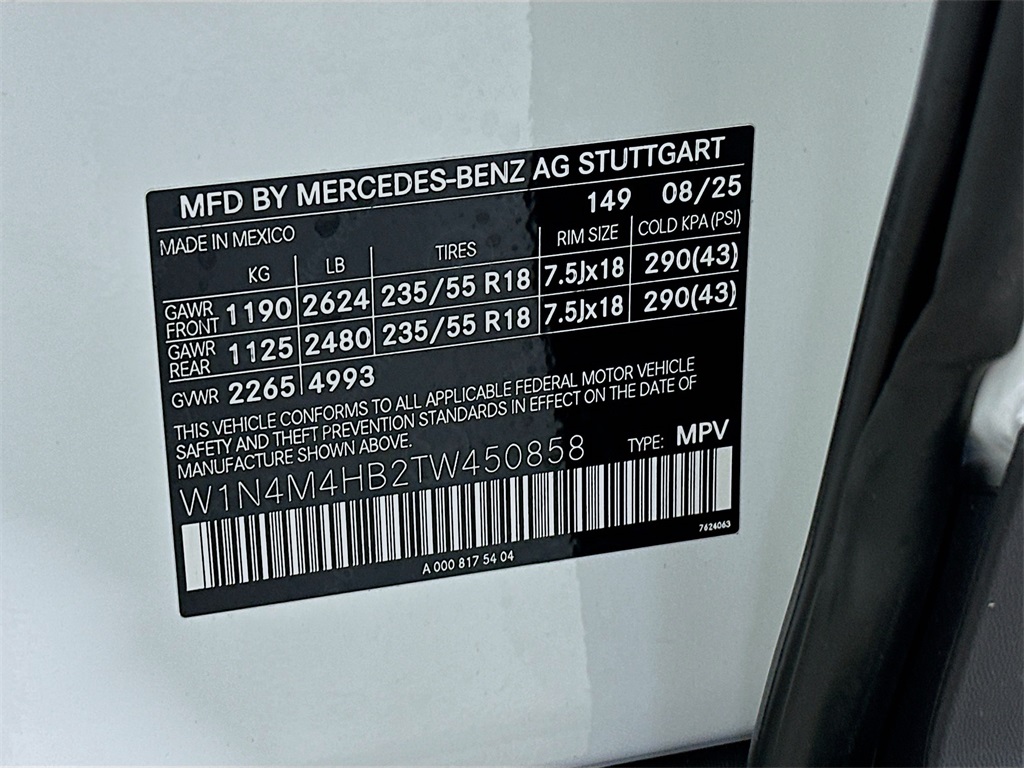 MFD BY MERCEDES-BENZ AG STUTTGART
149 08/25
MADE IN MEXICO
KG LB TIRES RIM SIZE COLD KPA (PSI)
GAWR FRONT 1190 2624 235/55 R18 7.5Jx18 290(43)
GAWR REAR 1125 2480 235/55 R18 7.5Jx18 290(43)
GVWR 2265 4993
THIS VEHICLE CONFORMS TO ALL APPLICABLE FEDERAL MOTOR VEHICLE
SAFETY AND THEFT PREVENTION STANDARDS IN EFFECT ON THE DATE OF
MANUFACTURE SHOWN ABOVE.
TYPE: MPV
W1N4M4HB2TW450858
7624063
A 000 817 54 04